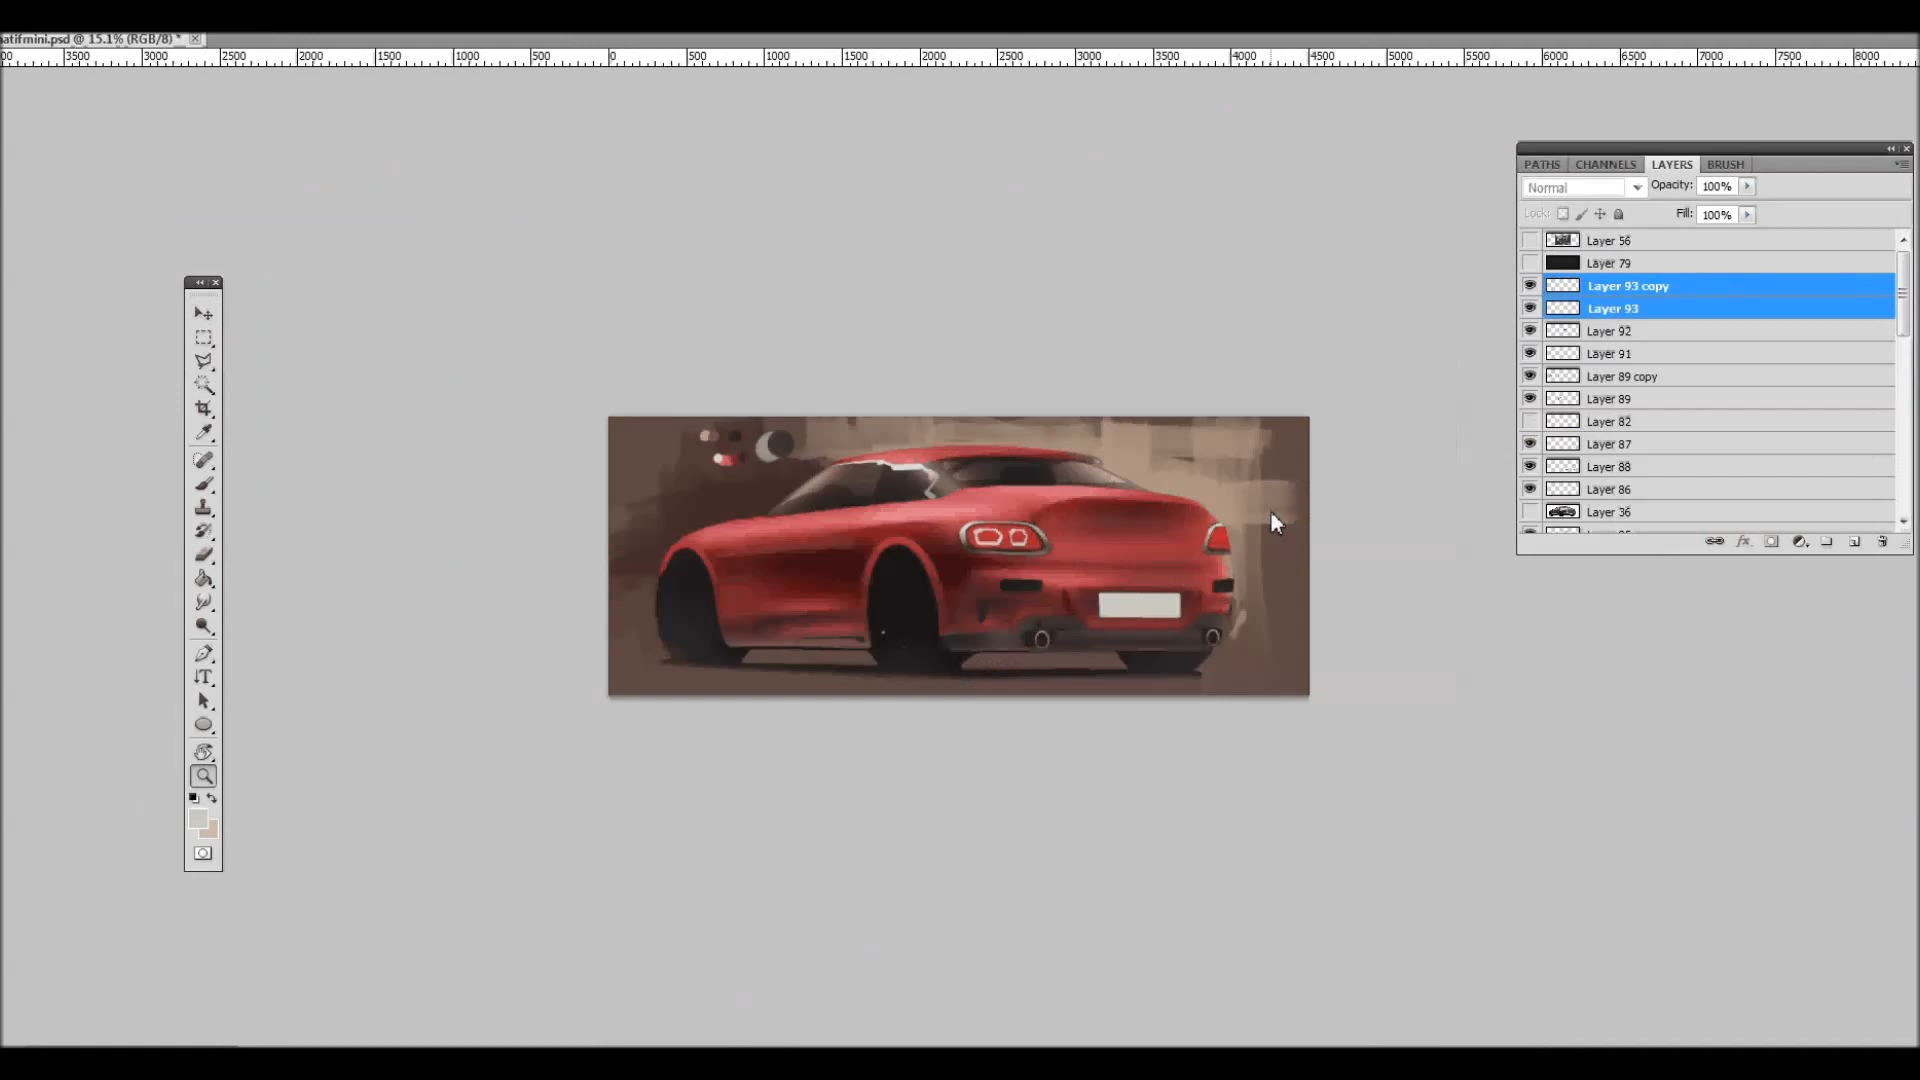 atifmini.psd @ 15.1% (RGB/8) *
00 3500 3000 2500 2000 1500 1000 500 0 500 1000 1500 2000 2500 3000 3500 4000 4500 5000 5500 6000 6500 7000 7500 8000
PATHS CHANNELS LAYERS BRUSH
Normal Opacity: 100%
Lock: Fill: 100%
Layer 56
Layer 79
Layer 93 copy
Layer 93
Layer 92
Layer 91
Layer 89 copy
Layer 89
Layer 82
Layer 87
Layer 88
Layer 86
Layer 36